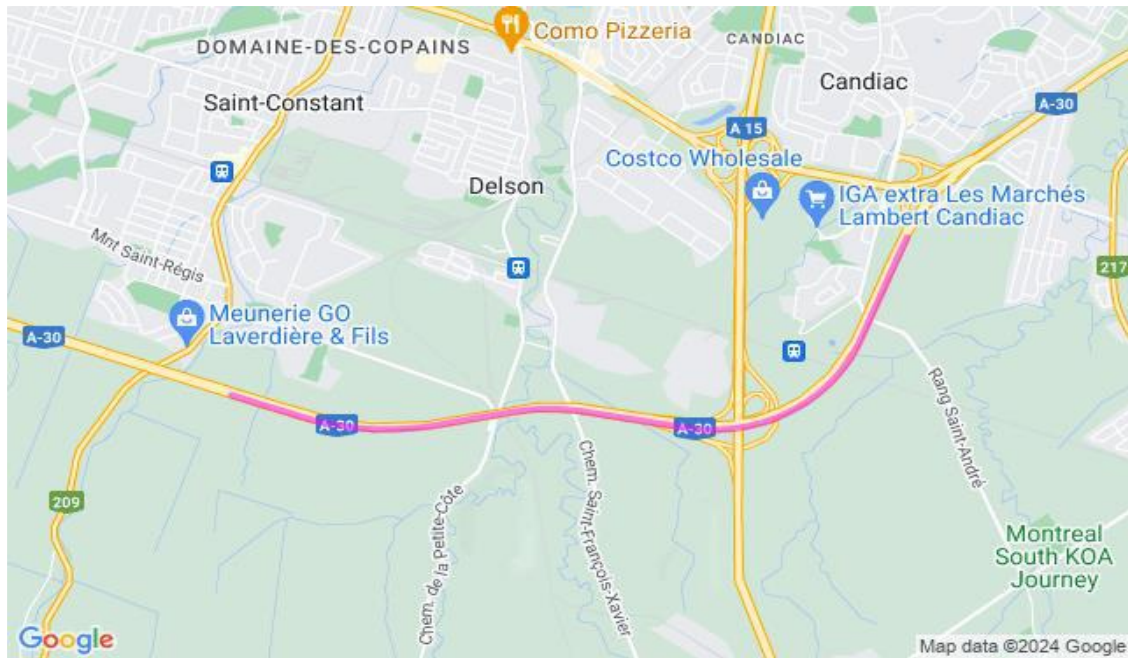 Como Pizzeria
DOMAINE-DES-COPAINS
CANDIAC
Candiac
Saint-Constant
A-30
A 15
Costco Wholesale
Delson
IGA extra Les Marchés
Lambert Candiac
Mnt Saint-Régis
217
Meunerie GO
Laverdière & Fils
A-30
A-30
A-30
Rang Saint-André
209
Chem. de la Petite-Côte
Chem. Saint-François-Xavier
Montreal
South KOA
Journey
Google
Map data ©2024 Google